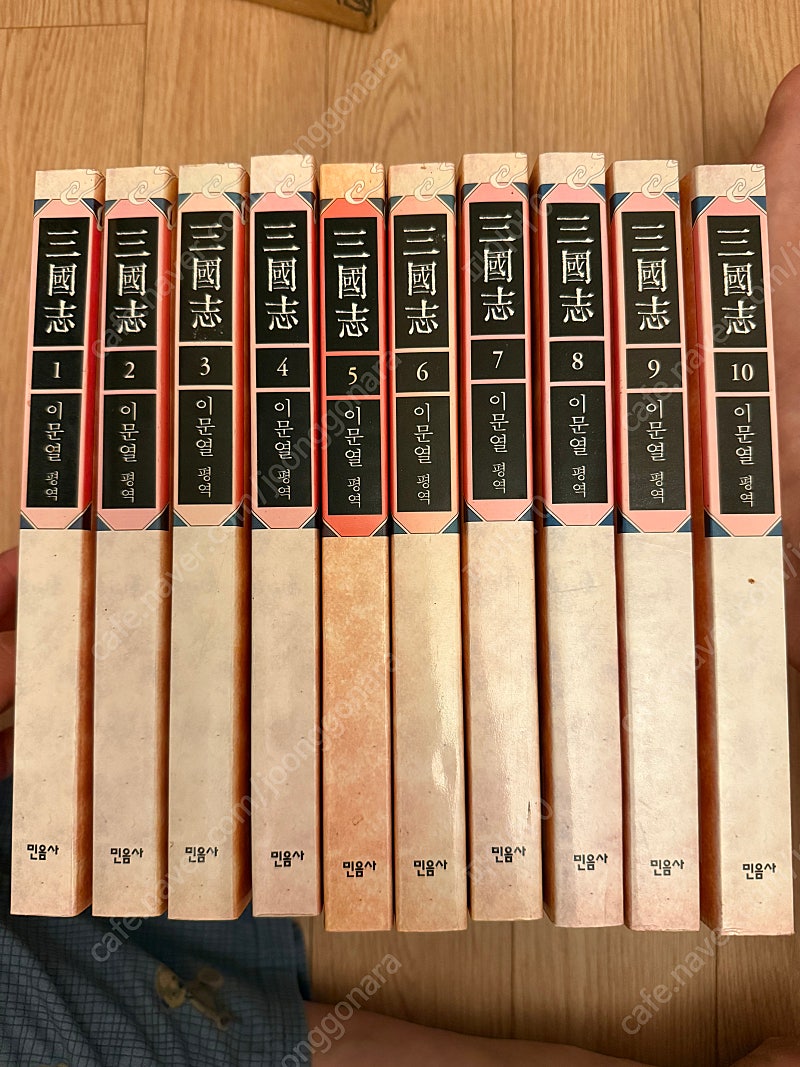 三國志
1
이문열 평역
민음사
三國志
2
이문열 평역
민음사
三國志
3
이문열 평역
민음사
三國志
4
이문열 평역
민음사
三國志
5
이문열 평역
민음사
三國志
6
이문열 평역
민음사
三國志
7
이문열 평역
민음사
三國志
8
이문열 평역
민음사
三國志
9
이문열 평역
민음사
三國志
10
이문열 평역
민음사
cafe.naver.com/joonggonara